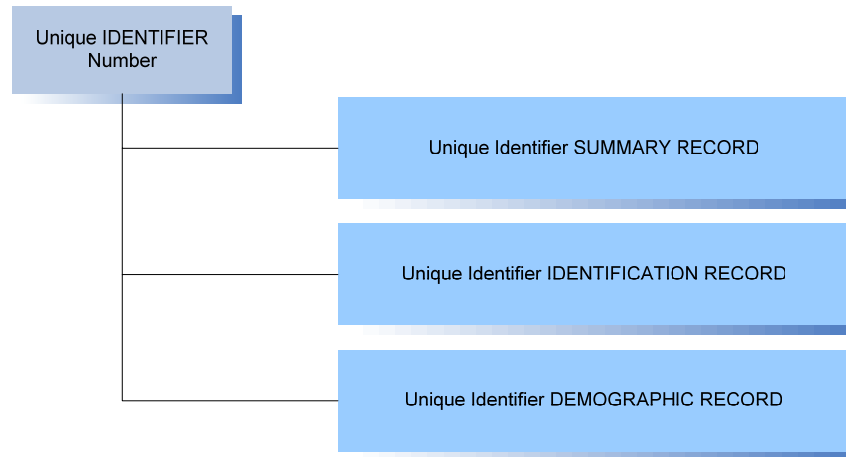 Unique IDENTIFIER
Number
Unique Identifier SUMMARY RECORD
Unique Identifier IDENTIFICATION RECORD
Unique Identifier DEMOGRAPHIC RECORD